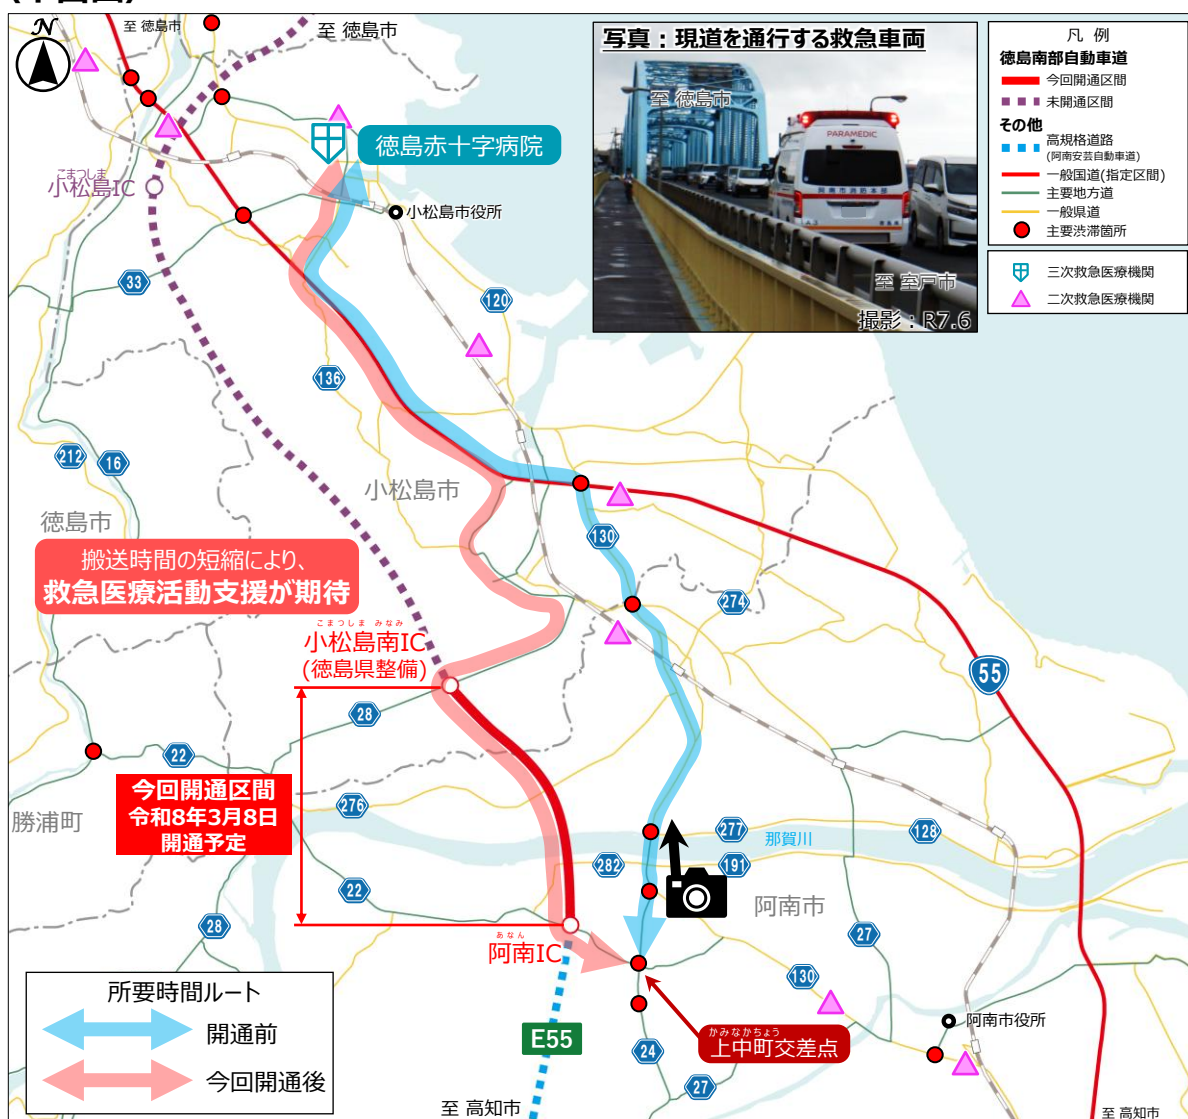 至 徳島市
至 徳島市
N
写真：現道を通行する救急車両
至 徳島市
PARAMEDIC
阿南市消防本部
至 室戸市
撮影：R7.6
凡 例
徳島南部自動車道
今回開通区間
未開通区間
その他
高規格道路
(阿南安芸自動車道)
一般国道(指定区間)
主要地方道
一般県道
主要渋滞箇所
三次救急医療機関
二次救急医療機関
徳島赤十字病院
こまつしま
小松島IC
小松島市役所
33
120
136
212
16
小松島市
徳島市
130
274
搬送時間の短縮により、
救急医療活動支援が期待
こまつしま みなみ
小松島南IC
(徳島県整備)
55
28
22
今回開通区間
令和8年3月8日
開通予定
勝浦町
276
277
128
那賀川
282
191
22
阿南市
28
27
あなん
阿南IC
130
所要時間ルート
開通前
今回開通後
E55
かみなかちょう
上中町交差点
阿南市役所
24
27
至 高知市
至 高知市